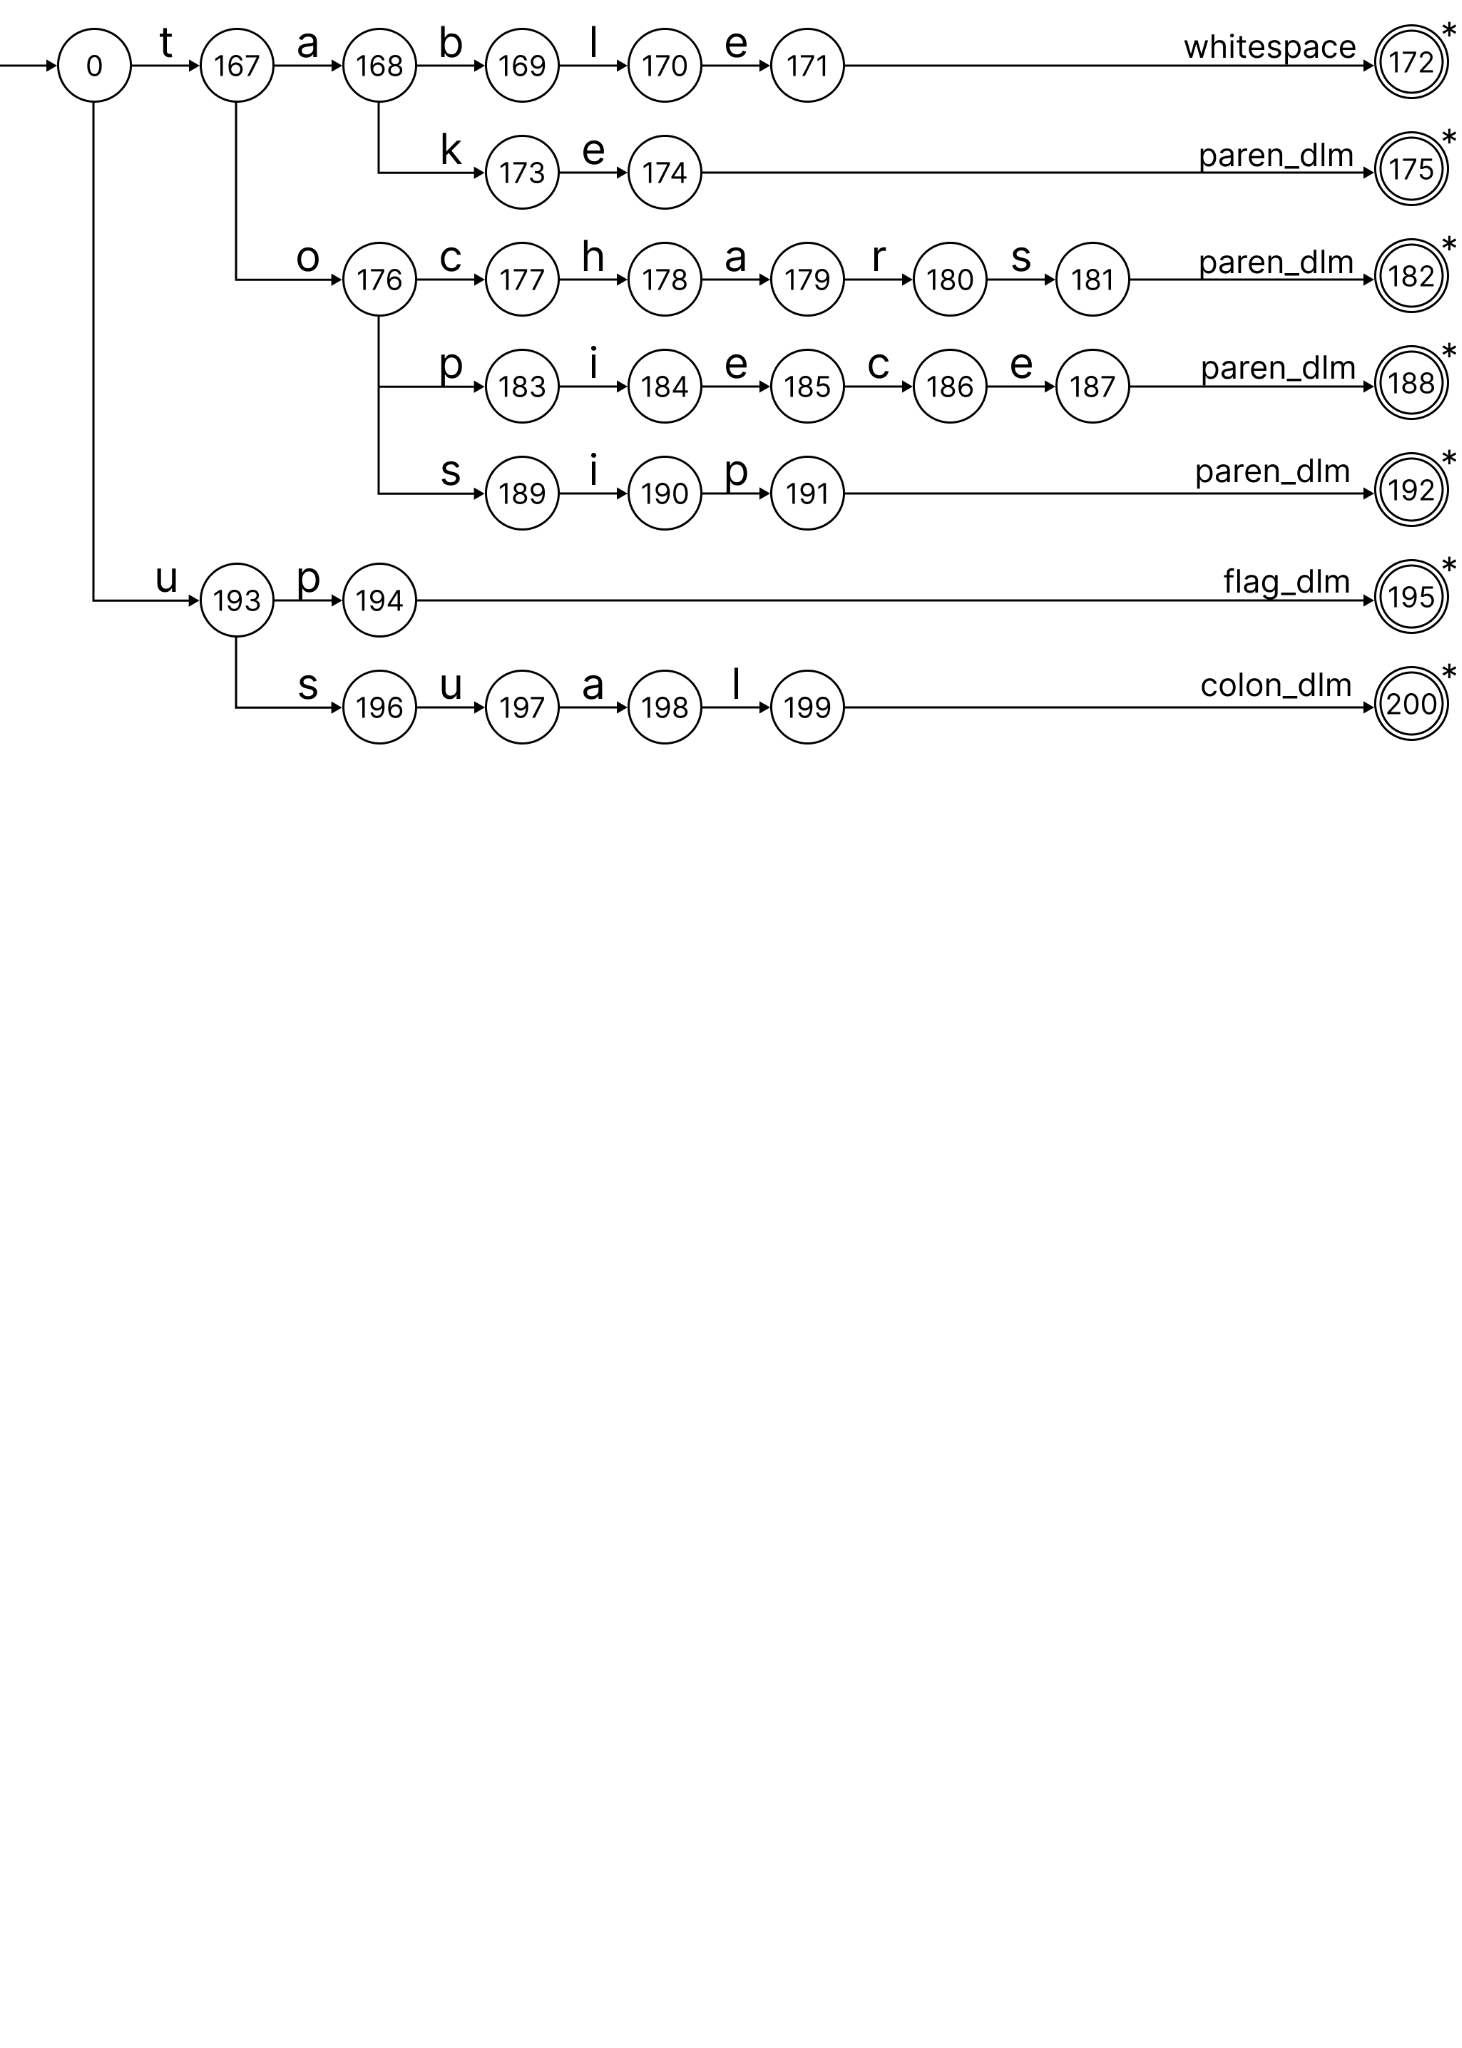 0 t 167 a 168 b 169 l 170 e 171 whitespace 172 *
k 173 e 174 paren_dlm 175 *
o 176 c 177 h 178 a 179 r 180 s 181 paren_dlm 182 *
p 183 i 184 e 185 c 186 e 187 paren_dlm 188 *
s 189 i 190 p 191 paren_dlm 192 *
u 193 p 194 flag_dlm 195 *
s 196 u 197 a 198 l 199 colon_dlm 200 *